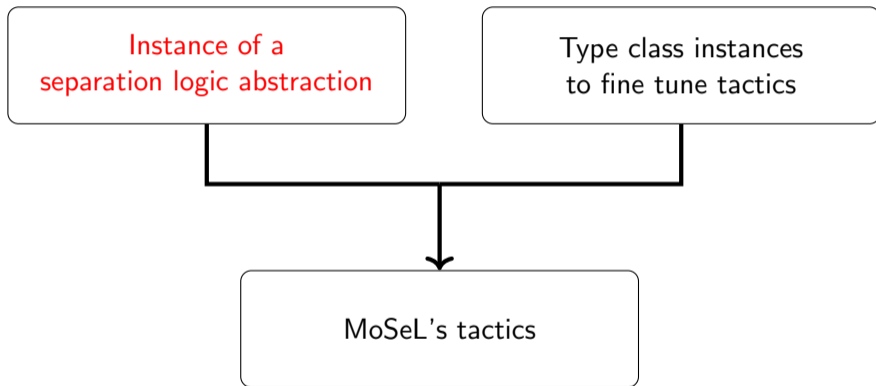 Instance of a
separation logic abstraction
Type class instances
to fine tune tactics
MoSeL's tactics